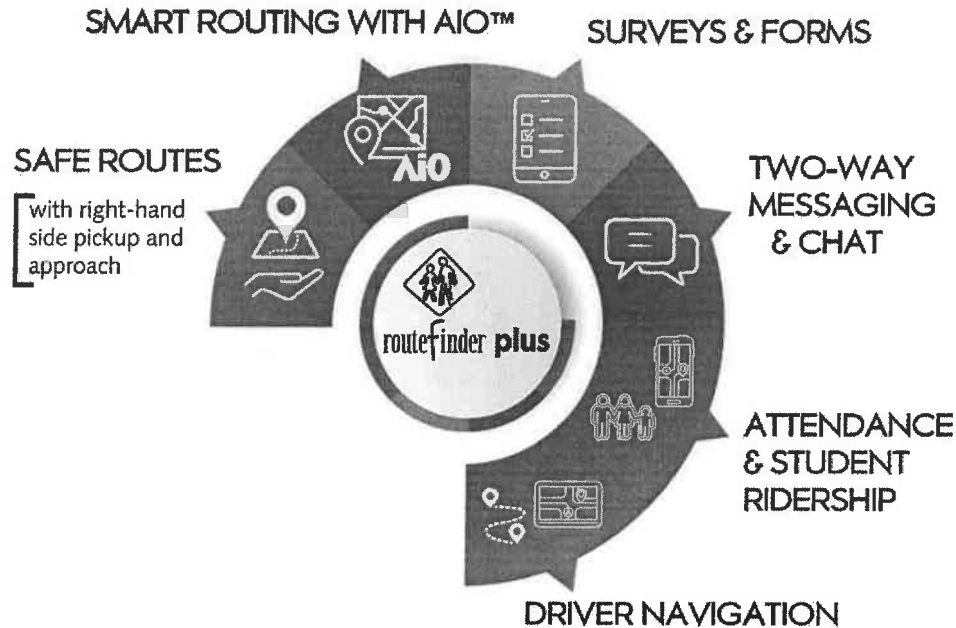 SMART ROUTING WITH AIO™
SURVEYS & FORMS
SAFE ROUTES
with right-hand
side pickup and
approach
AiO
TWO-WAY
MESSAGING
& CHAT
routefinder plus
ATTENDANCE
& STUDENT
RIDERSHIP
DRIVER NAVIGATION